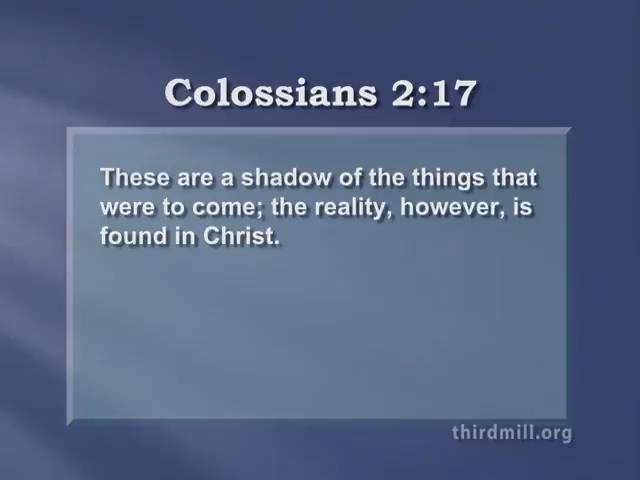 Colossians 2:17
These are a shadow of the things that
were to come; the reality, however, is
found in Christ.
thirdmill.org